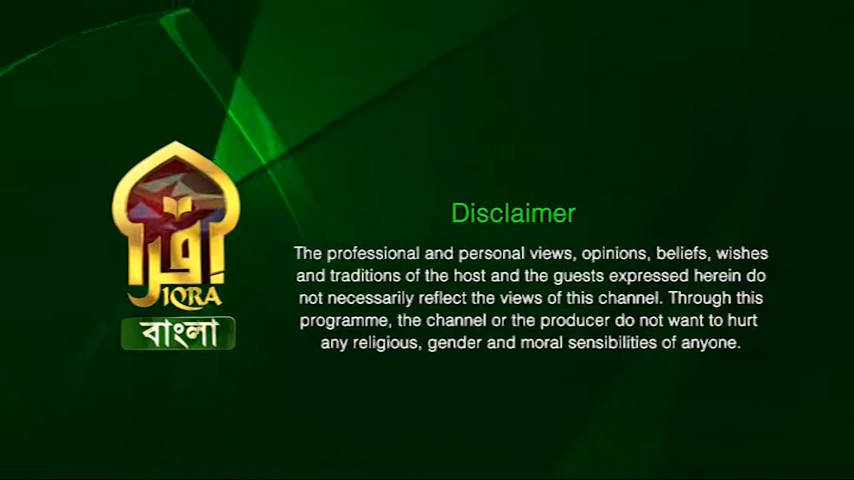 اقرأ
IQRA
বাংলা
Disclaimer
The professional and personal views, opinions, beliefs, wishes
and traditions of the host and the guests expressed herein do
not necessarily reflect the views of this channel. Through this
programme, the channel or the producer do not want to hurt
any religious, gender and moral sensibilities of anyone.